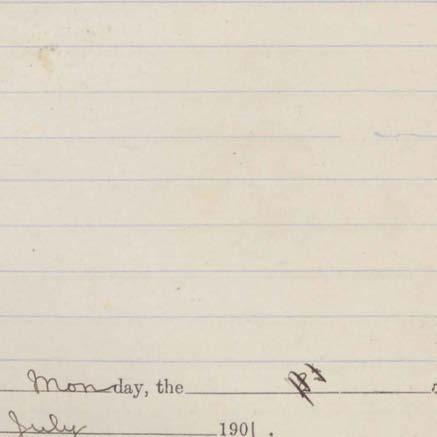 Monday, the
July 1901 .